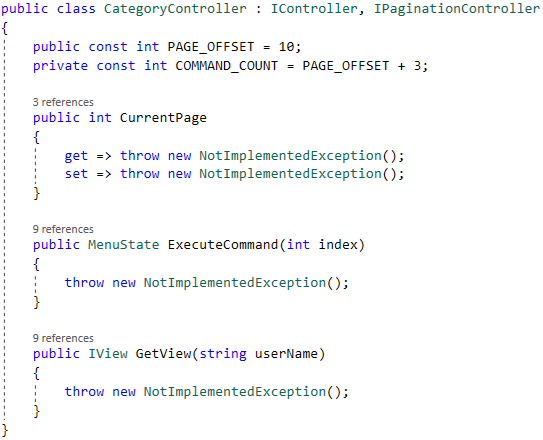 public class CategoryController : IController, IPaginationController
{
    public const int PAGE_OFFSET = 10;
    private const int COMMAND_COUNT = PAGE_OFFSET + 3;
    3 references
    public int CurrentPage
    {
        get => throw new NotImplementedException();
        set => throw new NotImplementedException();
    }
    9 references
    public MenuState ExecuteCommand(int index)
    {
        throw new NotImplementedException();
    }
    9 references
    public IView GetView(string userName)
    {
        throw new NotImplementedException();
    }
}